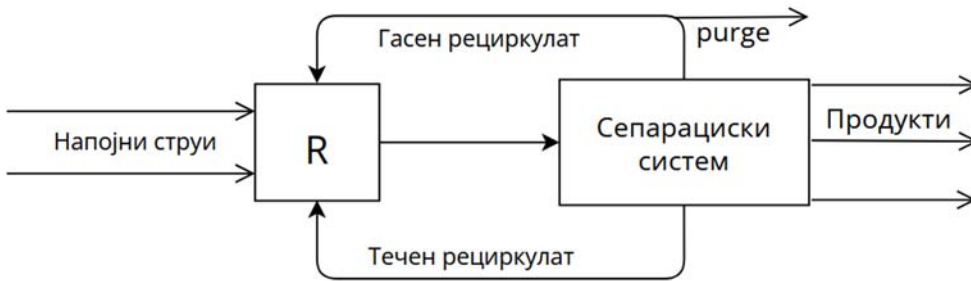 Гасен рециркулат
purge
Напојни струи
R
Сепарациски
систем
Продукти
Течен рециркулат